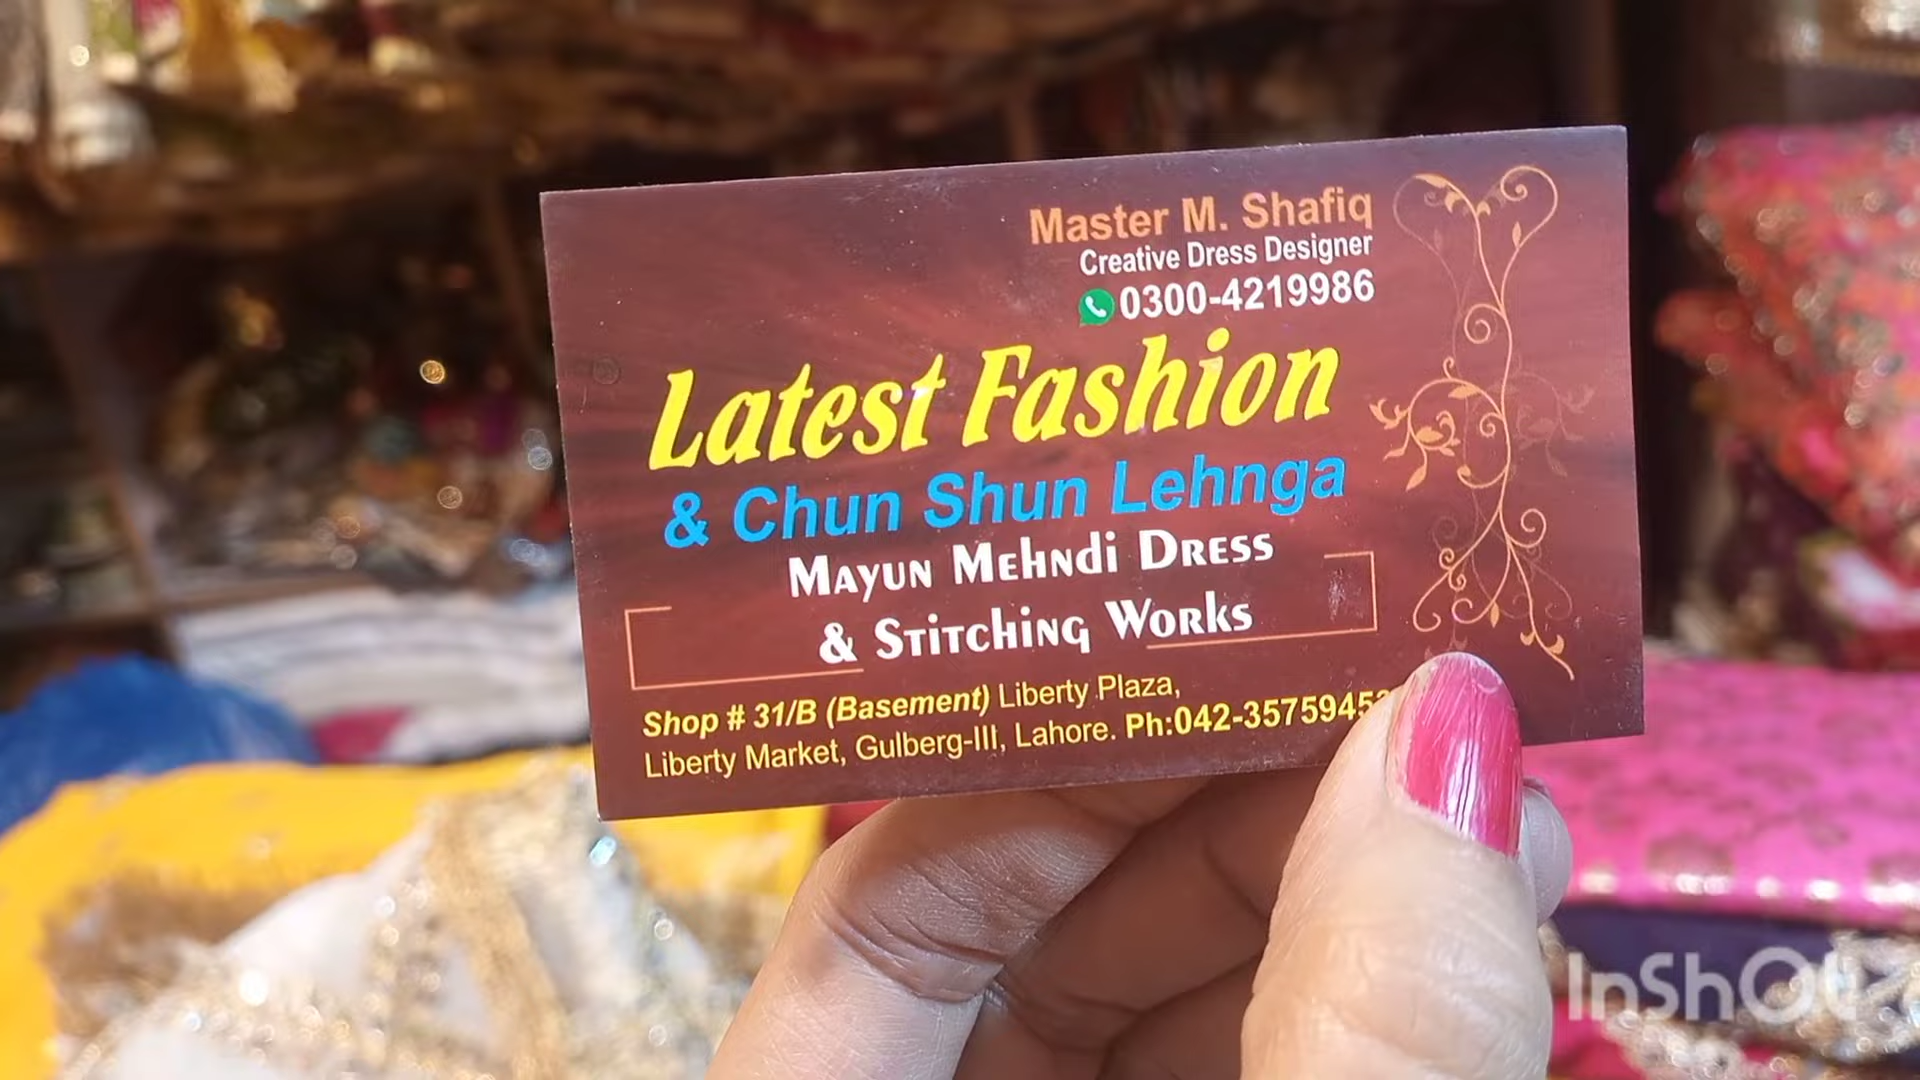 Master M. Shafiq
Creative Dress Designer
0300-4219986
Latest Fashion
& Chun Shun Lehnga
Mayun Mehndi Dress
& Stitching Works
Shop # 31/B (Basement) Liberty Plaza,
Liberty Market, Gulberg-III, Lahore. Ph:
InShot